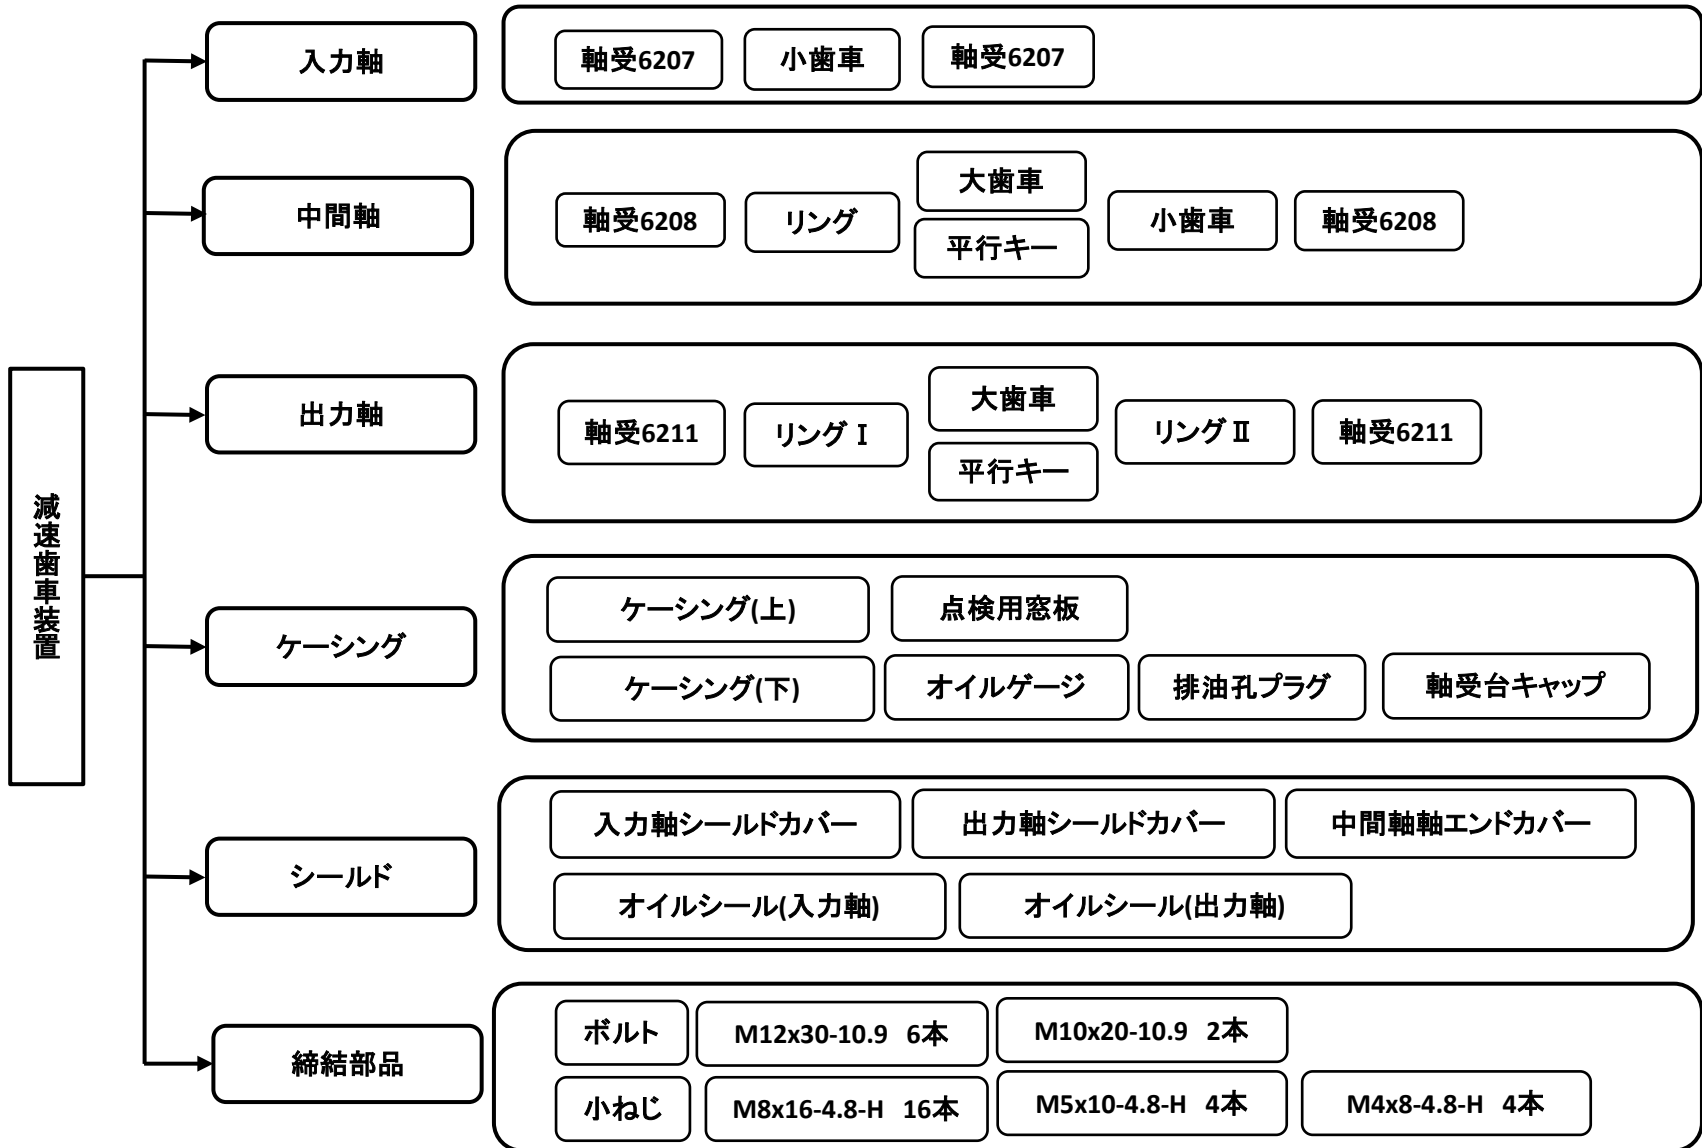 減速歯車装置
入力軸
軸受6207
小歯車
軸受6207
中間軸
軸受6208
リング
大歯車
平行キー
小歯車
軸受6208
出力軸
軸受6211
リングⅠ
大歯車
平行キー
リングⅡ
軸受6211
ケーシング
ケーシング(上)
点検用窓板
ケーシング(下)
オイルゲージ
排油孔プラグ
軸受台キャップ
シールド
入力軸シールドカバー
出力軸シールドカバー
中間軸軸エンドカバー
オイルシール(入力軸)
オイルシール(出力軸)
締結部品
ボルト
M12x30-10.9 6本
M10x20-10.9 2本
小ねじ
M8x16-4.8-H 16本
M5x10-4.8-H 4本
M4x8-4.8-H 4本